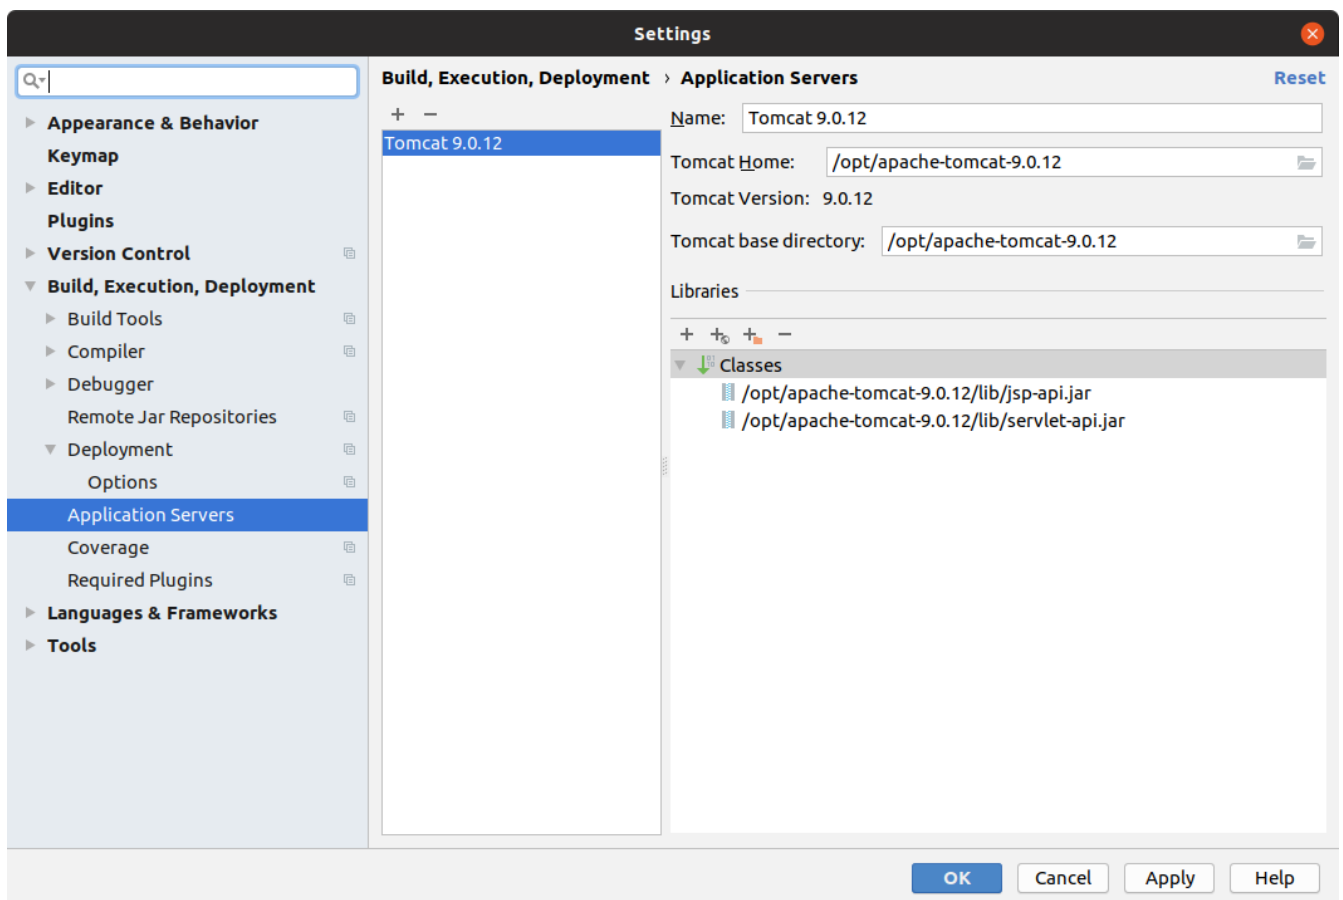 Settings
Build, Execution, Deployment › Application Servers
Reset
Appearance & Behavior
Keymap
Editor
Plugins
Version Control
Build, Execution, Deployment
Build Tools
Compiler
Debugger
Remote Jar Repositories
Deployment
Options
Application Servers
Coverage
Required Plugins
Languages & Frameworks
Tools
Tomcat 9.0.12
Name: Tomcat 9.0.12
Tomcat Home: /opt/apache-tomcat-9.0.12
Tomcat Version: 9.0.12
Tomcat base directory: /opt/apache-tomcat-9.0.12
Libraries
Classes
/opt/apache-tomcat-9.0.12/lib/jsp-api.jar
/opt/apache-tomcat-9.0.12/lib/servlet-api.jar
OK
Cancel
Apply
Help